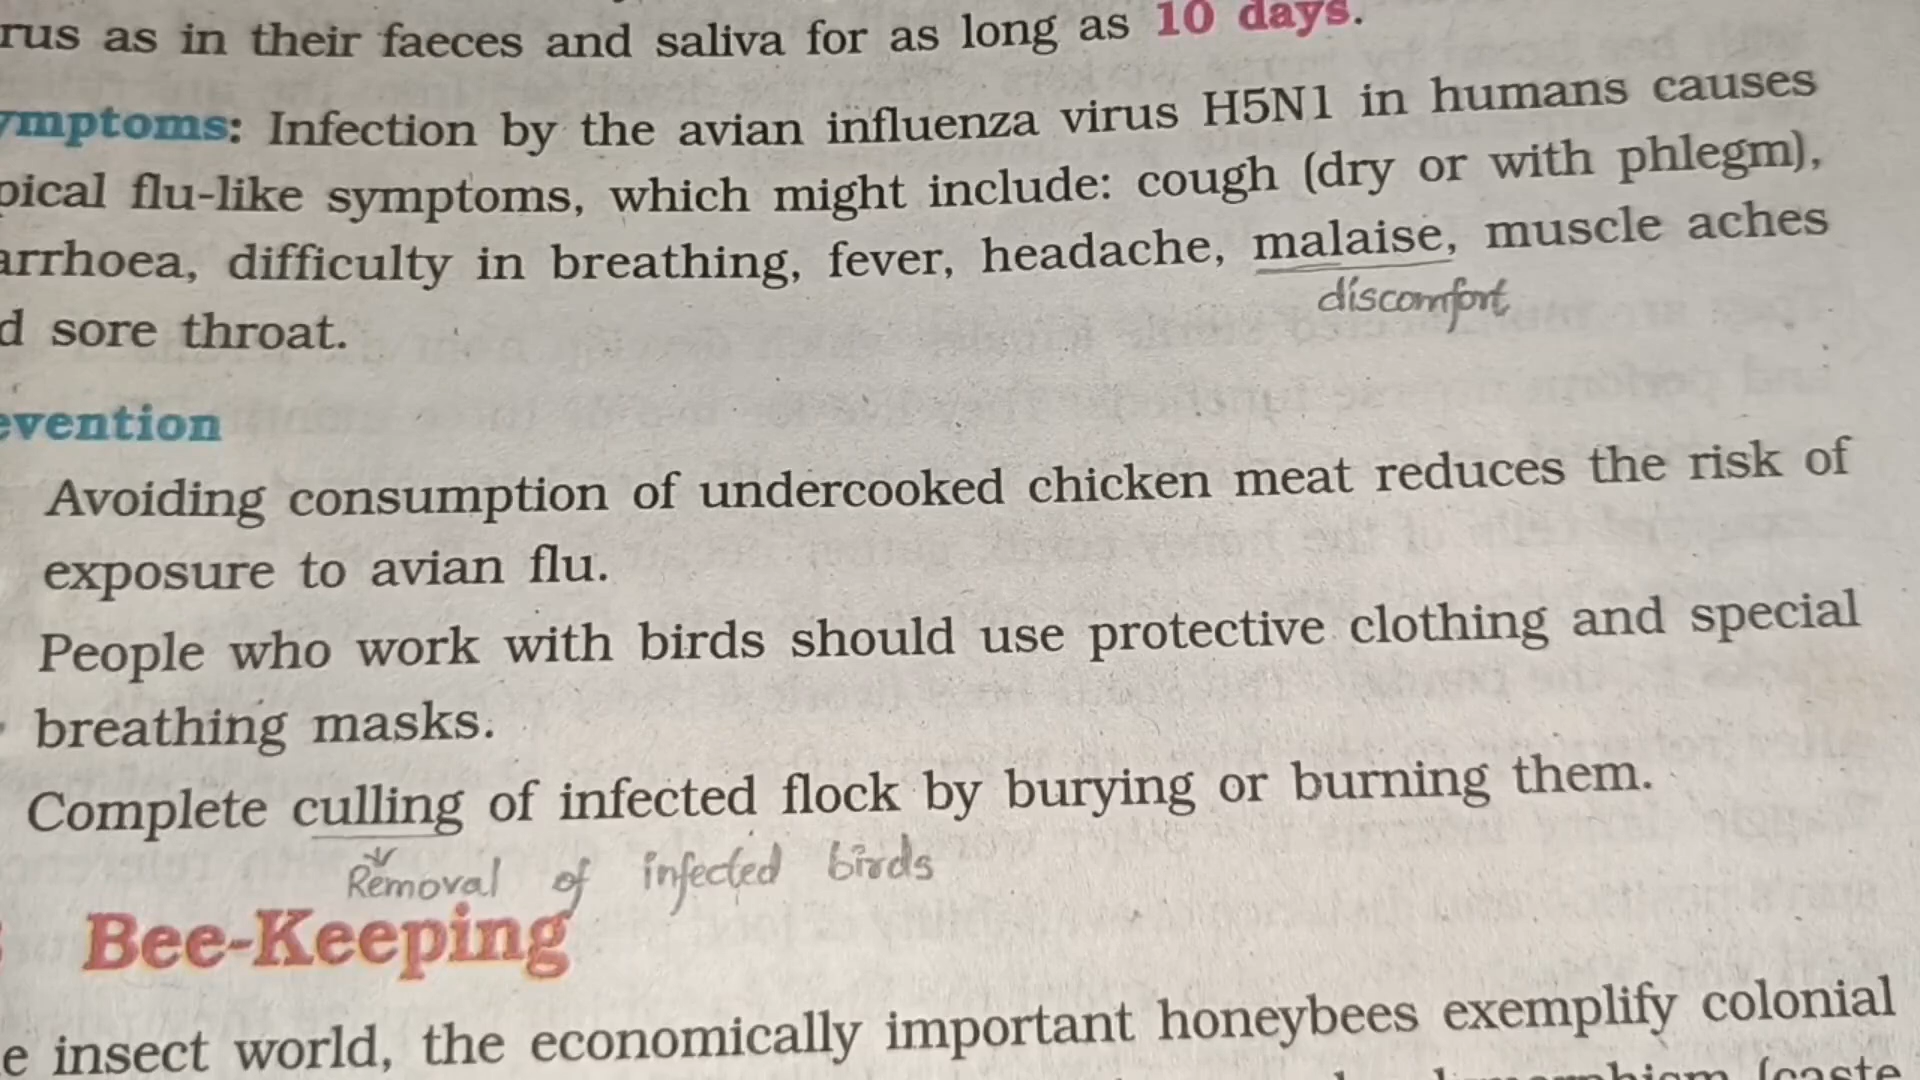 rus as in their faeces and saliva for as long as 10 days.
ymptoms: Infection by the avian influenza virus H5N1 in humans causes
pical flu-like symptoms, which might include: cough (dry or with phlegm),
arrhoea, difficulty in breathing, fever, headache, malaise, muscle aches
discomfort
d sore throat.
evention
Avoiding consumption of undercooked chicken meat reduces the risk of
exposure to avian flu.
People who work with birds should use protective clothing and special
breathing masks.
Complete culling of infected flock by burying or burning them.
Removal of infected birds
Bee-Keeping
e insect world, the economically important honeybees exemplify colonial
(caste